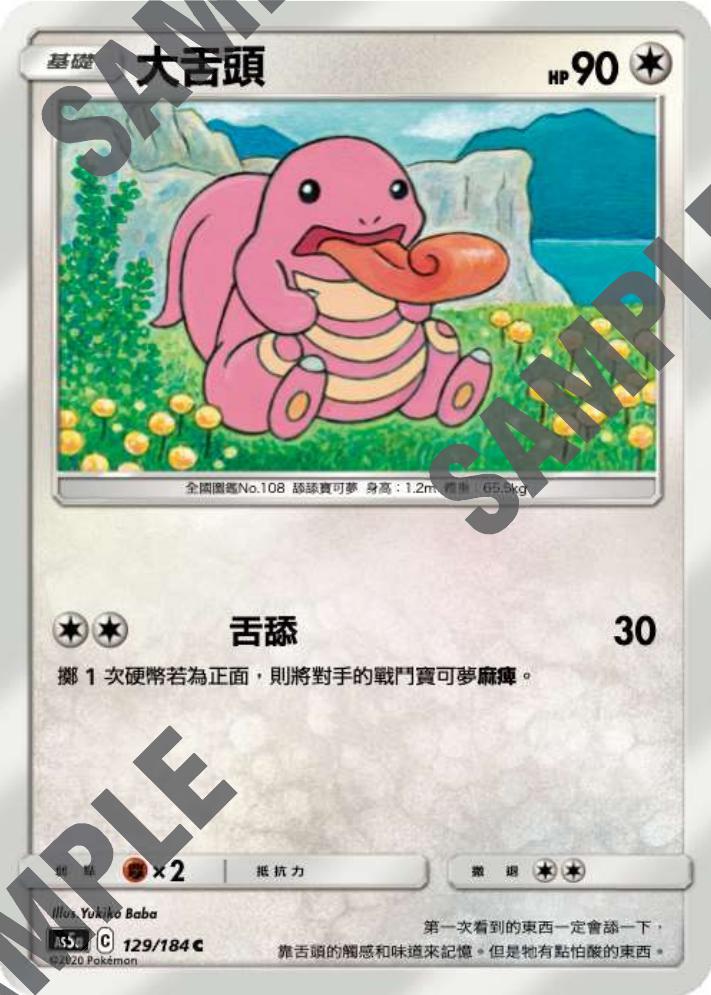 基礎 大舌頭 HP 90
全國圖鑑No.108 舔舔寶可夢 身高：1.2m 體重：65.5kg
舌舔 30
擲 1 次硬幣若為正面，則將對手的戰鬥寶可夢麻痺。
弱點 ×2 抵抗力 撤退
Illus. Yukiko Baba
C 129/184 C
©2020 Pokémon
第一次看到的東西一定會舔一下，
靠舌頭的觸感和味道來記憶。但是牠有點怕酸的東西。
SAMPLE
SAMPLE
SAMPLE